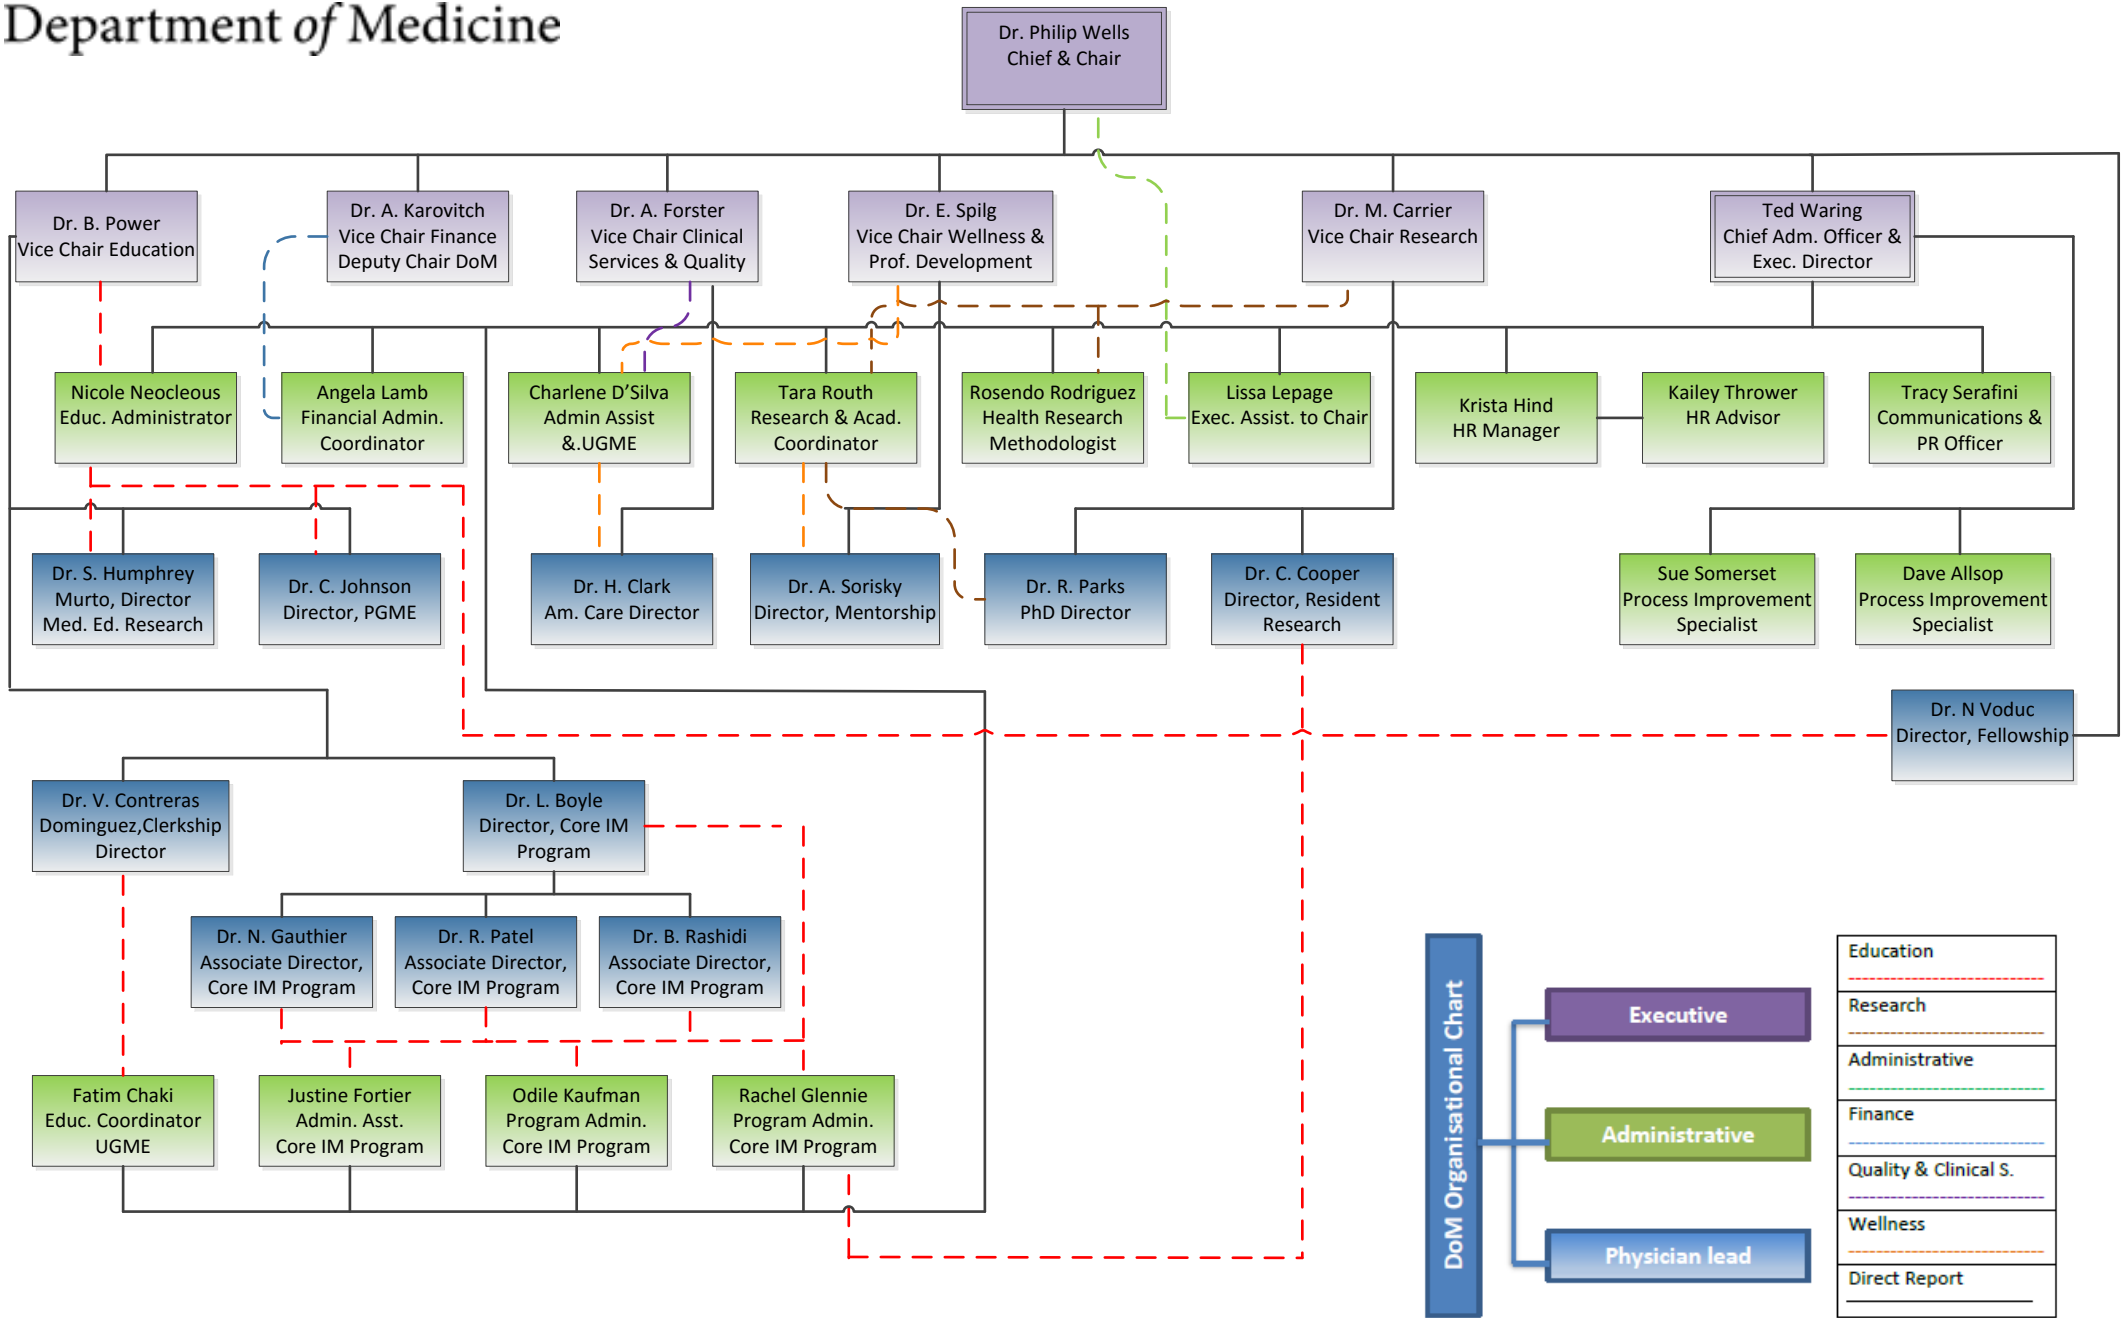 Department of Medicine
Dr. Philip Wells
Chief & Chair
Dr. B. Power
Vice Chair Education
Dr. A. Karovitch
Vice Chair Finance
Deputy Chair DoM
Dr. A. Forster
Vice Chair Clinical
Services & Quality
Dr. E. Spilg
Vice Chair Wellness &
Prof. Development
Dr. M. Carrier
Vice Chair Research
Ted Waring
Chief Adm. Officer &
Exec. Director
Nicole Neocleous
Educ. Administrator
Angela Lamb
Financial Admin.
Coordinator
Charlene D’Silva
Admin Assist
&.UGME
Tara Routh
Research & Acad.
Coordinator
Rosendo Rodriguez
Health Research
Methodologist
Lissa Lepage
Exec. Assist. to Chair
Krista Hind
HR Manager
Kailey Thrower
HR Advisor
Tracy Serafini
Communications &
PR Officer
Dr. S. Humphrey
Murto, Director
Med. Ed. Research
Dr. C. Johnson
Director, PGME
Dr. H. Clark
Am. Care Director
Dr. A. Sorisky
Director, Mentorship
Dr. R. Parks
PhD Director
Dr. C. Cooper
Director, Resident
Research
Sue Somerset
Process Improvement
Specialist
Dave Allsop
Process Improvement
Specialist
Dr. N Voduc
Director, Fellowship
Dr. V. Contreras
Dominguez,Clerkship
Director
Dr. L. Boyle
Director, Core IM
Program
Dr. N. Gauthier
Associate Director,
Core IM Program
Dr. R. Patel
Associate Director,
Core IM Program
Dr. B. Rashidi
Associate Director,
Core IM Program
Fatim Chaki
Educ. Coordinator
UGME
Justine Fortier
Admin. Asst.
Core IM Program
Odile Kaufman
Program Admin.
Core IM Program
Rachel Glennie
Program Admin.
Core IM Program
DoM Organisational Chart
Executive
Administrative
Physician lead
Education
Research
Administrative
Finance
Quality & Clinical S.
Wellness
Direct Report